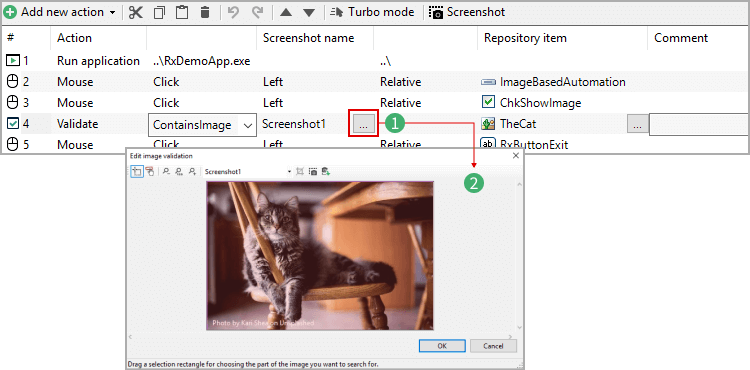 Add new action Turbo mode Screenshot
# Action Screenshot name Repository item Comment
1 Run application ..\RxDemoApp.exe ..\
2 Mouse Click Left Relative ImageBasedAutomation
3 Mouse Click Left Relative ChkShowImage
4 Validate ContainsImage Screenshot1 ... 1 TheCat ...
5 Mouse Click Left Relative ab RxButtonExit
Edit image validation
2
Screenshot1
Photo by Kari Shea on Unsplashed
OK Cancel
Drag a selection rectangle for choosing the part of the image you want to search for.